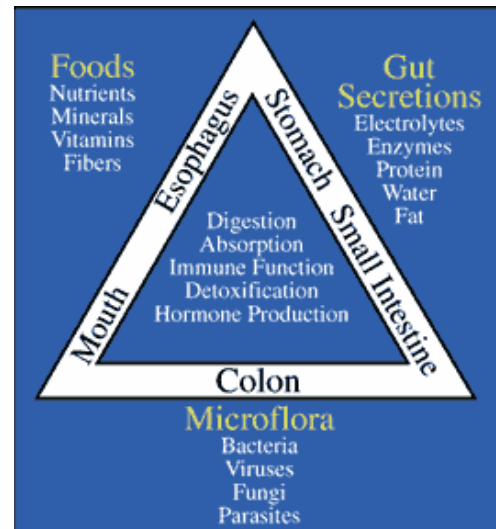 Foods
Nutrients
Minerals
Vitamins
Fibers
Gut
Secretions
Electrolytes
Enzymes
Protein
Water
Fat
Mouth
Esophagus
Stomach
Small Intestine
Digestion
Absorption
Immune Function
Detoxification
Hormone Production
Colon
Microflora
Bacteria
Viruses
Fungi
Parasites